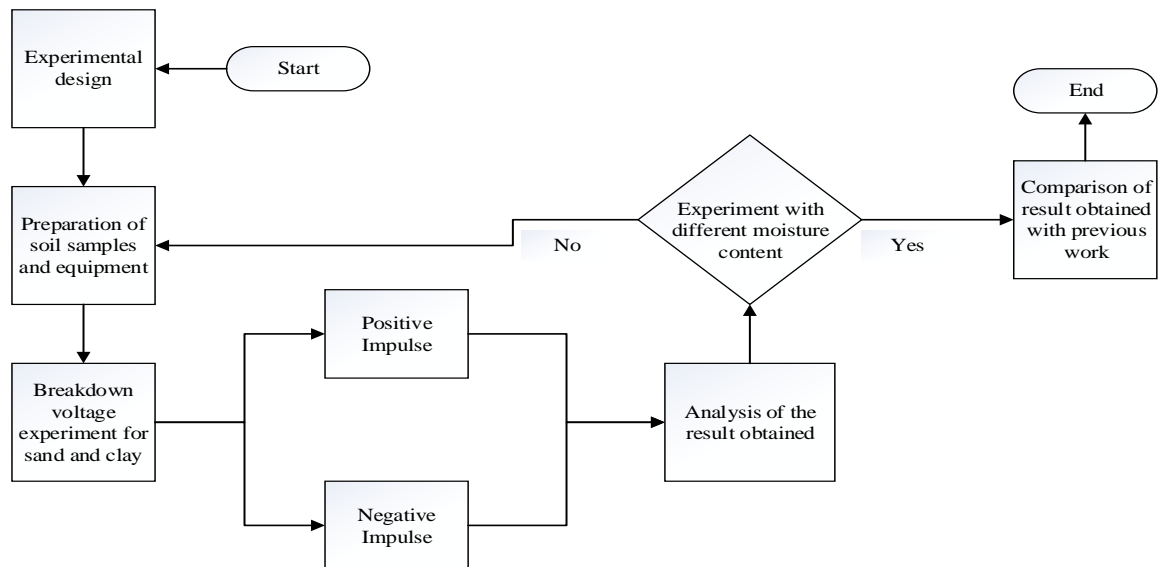 Experimental
design
Start
End
Preparation of
soil samples
and equipment
Experiment with
different moisture
content
No
Yes
Comparison of
result obtained
with previous
work
Breakdown
voltage
experiment for
sand and clay
Positive
Impulse
Negative
Impulse
Analysis of the
result obtained